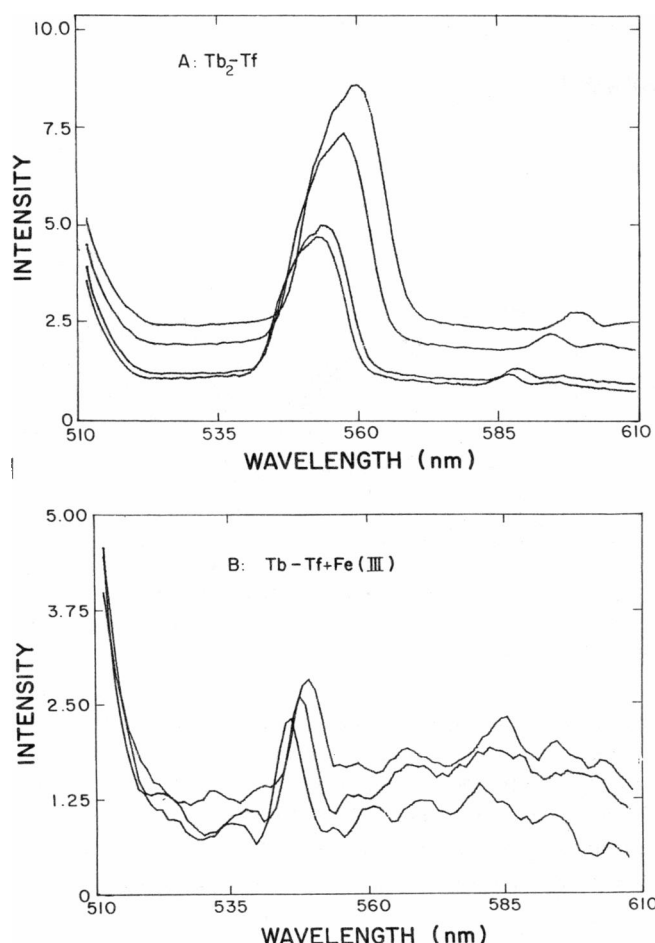 10.0
A: Tb2-Tf
7.5
5.0
2.5
0
INTENSITY
510 535 560 585 610
WAVELENGTH (nm)
5.00
B: Tb-Tf+Fe(III)
3.75
2.50
1.25
0
INTENSITY
510 535 560 585 610
WAVELENGTH (nm)